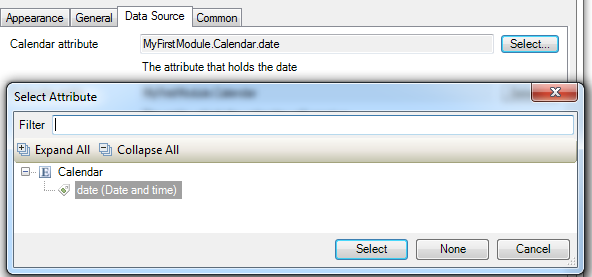 Appearance General Data Source Common
Calendar attribute MyFirstModule.Calendar.date Select...
The attribute that holds the date
Select Attribute
Filter
Expand All Collapse All
E Calendar
date (Date and time)
Select None Cancel